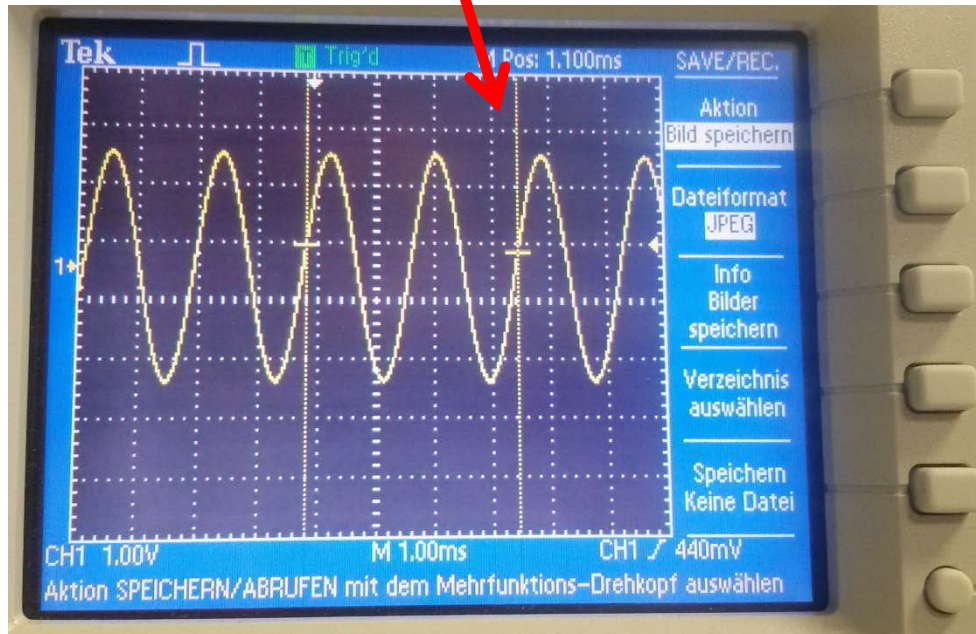 Tek Trig'd M Pos: 1.100ms SAVE/REC.
Aktion
Bild speichern
Dateiformat
JPEG
1
Info
Bilder
speichern
Verzeichnis
auswählen
Speichern
Keine Datei
CH1 1.00V M 1.00ms CH1 440mV
Aktion SPEICHERN/ABRUFEN mit dem Mehrfunktions-Drehkopf auswählen